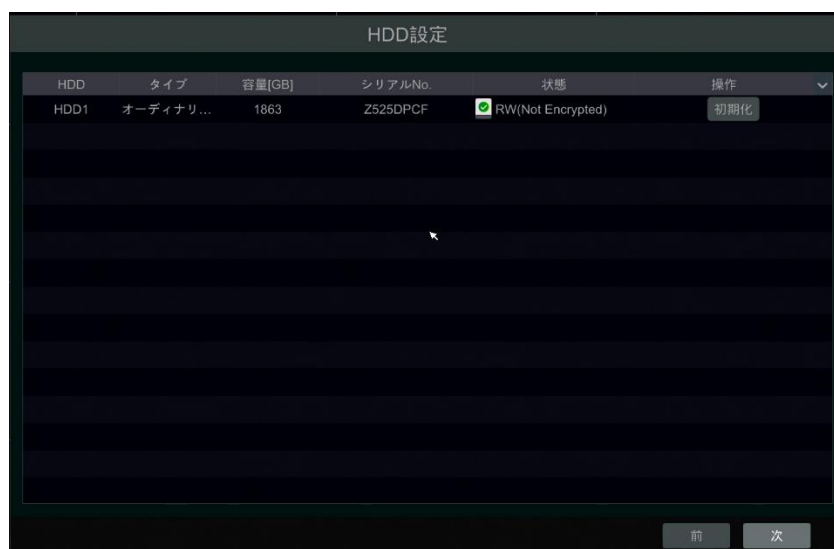 HDD設定
HDD タイプ 容量[GB] シリアルNo. 状態 操作
HDD1 オーディナリ... 1863 Z525DPCF RW(Not Encrypted) 初期化
前 次